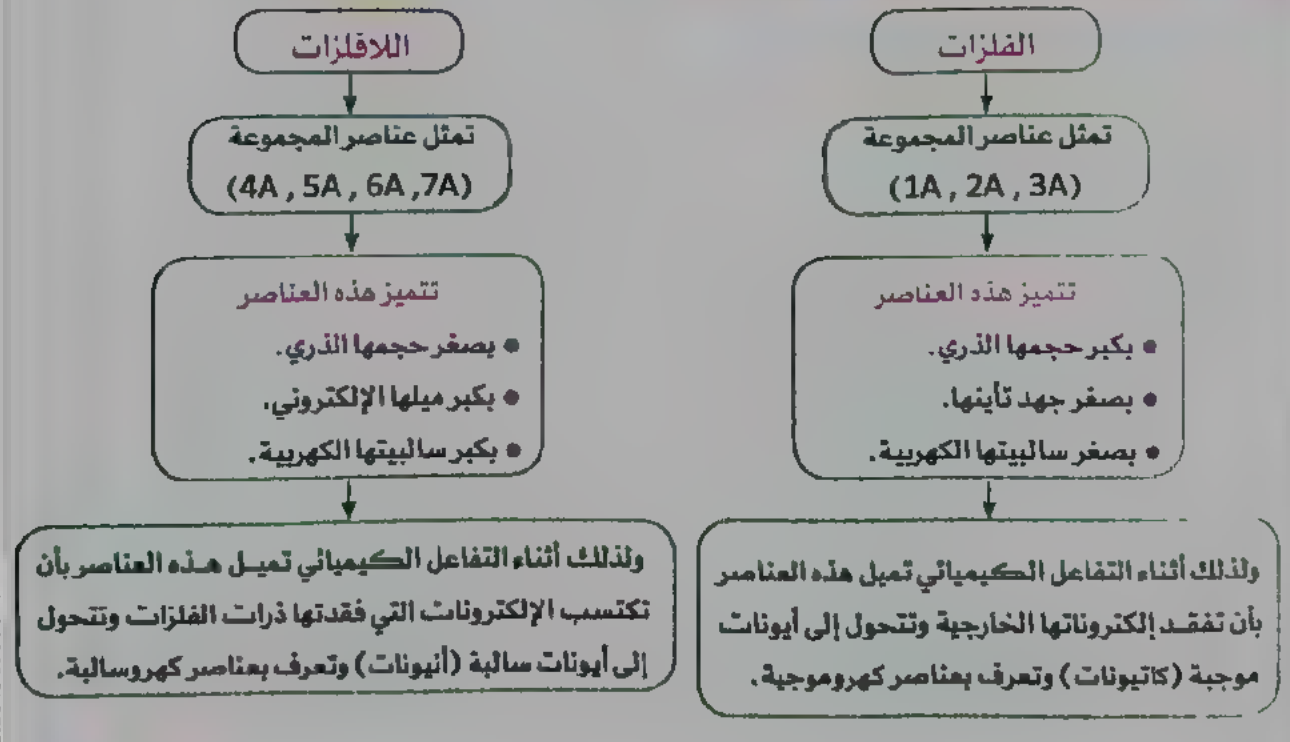 الفلزات
تمثل عناصر المجموعة
(1A , 2A , 3A)
تتميز هذه العناصر
• بكبر حجمها الذري.
• بصغر جهد تأينها.
• بصغر سالبيتها الكهربية.
ولذلك أثناء التفاعل الكيميائي تميل هذه العناصر
بأن تفقد إلكتروناتها الخارجية وتتحول إلى أيونات
موجبة (كاتيونات) وتعرف بعناصر كهروموجبة.
اللافلزات
تمثل عناصر المجموعة
(4A , 5A , 6A ,7A)
تتميز هذه العناصر
• بصغر حجمها الذري.
• بكبر ميلها الإلكتروني.
• بكبر سالبيتها الكهربية.
ولذلك أثناء التفاعل الكيميائي تميل هذه العناصر بأن
تكتسب الإلكترونات التي فقدتها ذرات الفلزات وتتحول
إلى أيونات سالبة (أنيونات) وتعرف بعناصر كهروسالبة.